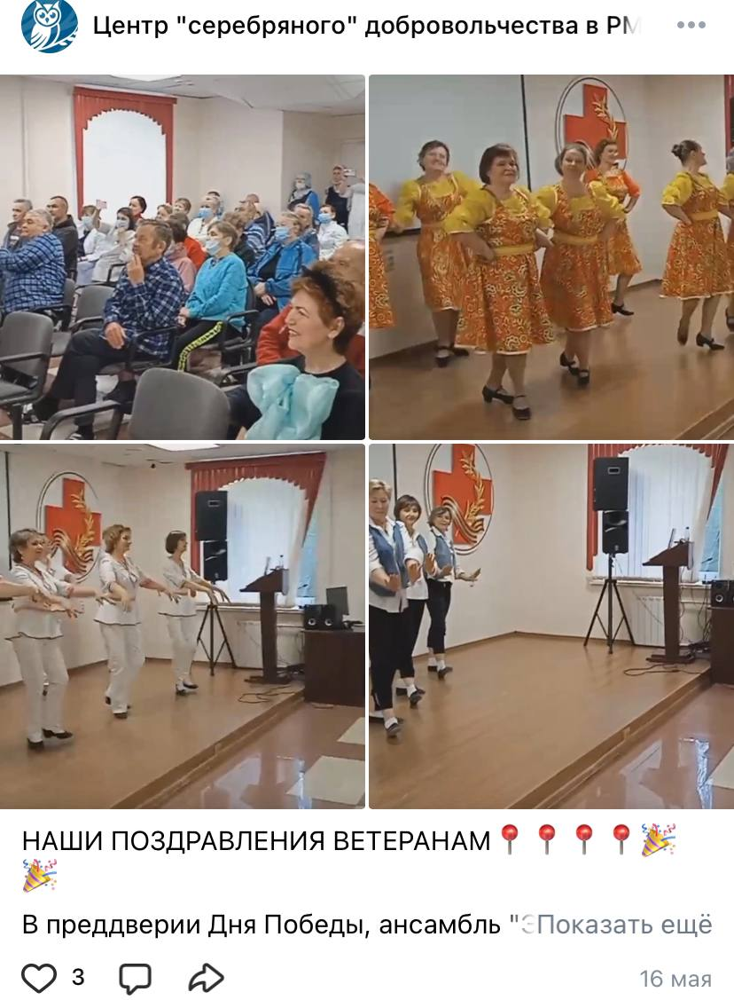 Центр "серебряного" добровольчества в РМ
НАШИ ПОЗДРАВЛЕНИЯ ВЕТЕРАНАМ📍📍📍📍🎉
🎉
В преддверии Дня Победы, ансамбль "Показать ещё
3
16 мая